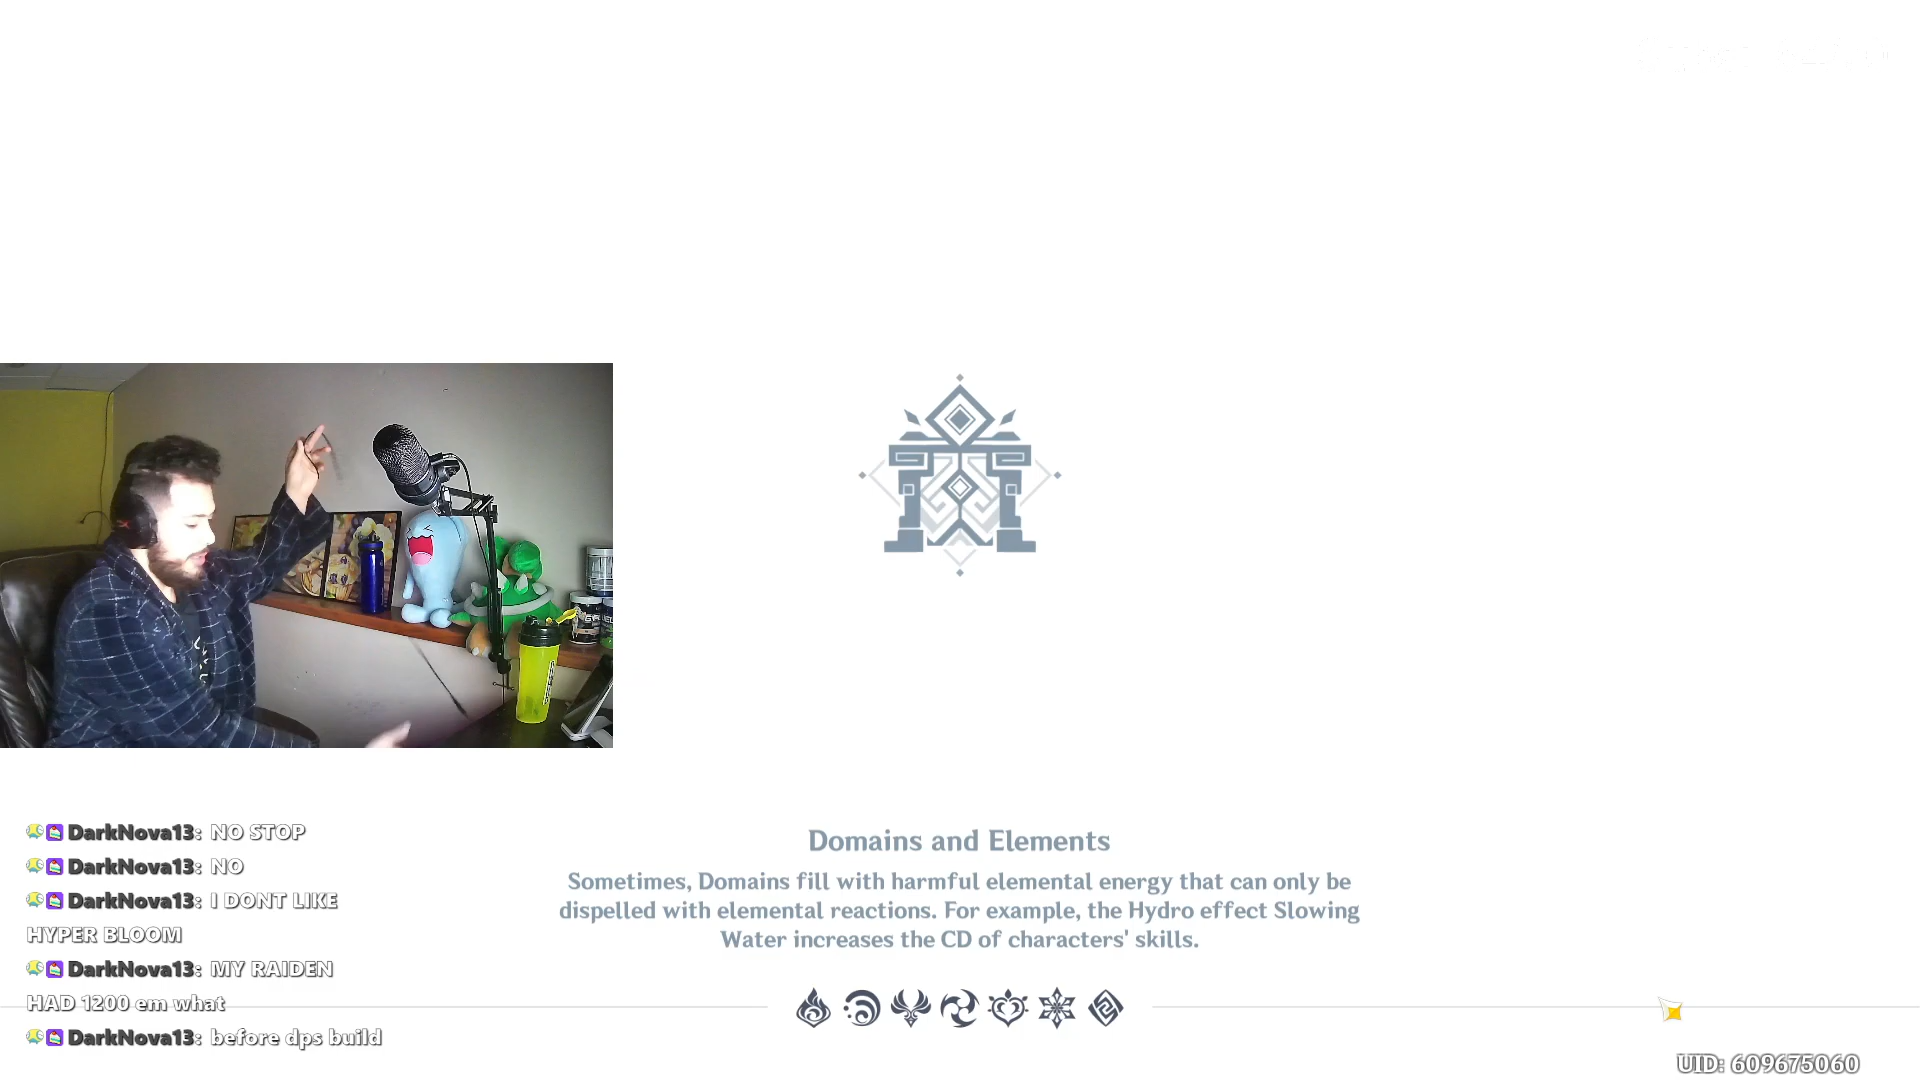 DarkNova13: NO STOP
DarkNova13: NO
DarkNova13: I DONT LIKE
HYPER BLOOM
DarkNova13: MY RAIDEN
HAD 1200 em what
DarkNova13: before dps build
Domains and Elements
Sometimes, Domains fill with harmful elemental energy that can only be
dispelled with elemental reactions. For example, the Hydro effect Slowing
Water increases the CD of characters' skills.
UID: 609675060